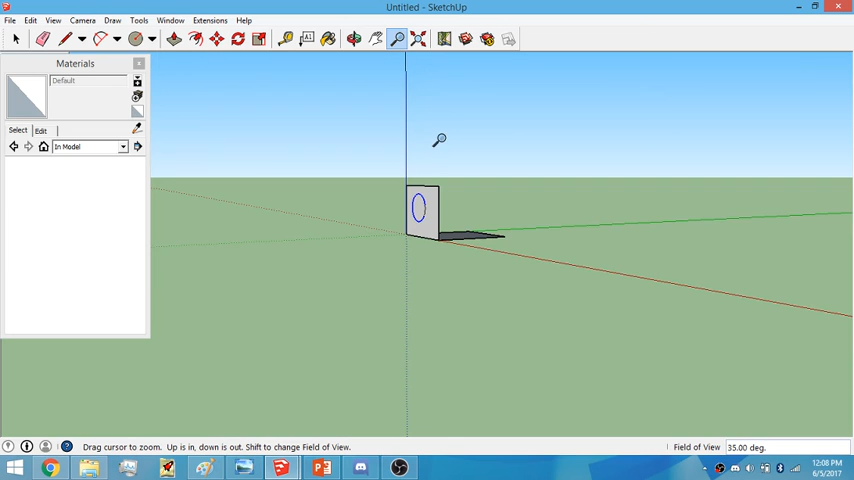 Untitled - SketchUp
File Edit View Camera Draw Tools Window Extensions Help
A1
Materials
Default
Select Edit
In Model
Drag cursor to zoom. Up is in, down is out. Shift to change Field of View.
Field of View 35.00 deg.
12:08 PM
6/5/2017